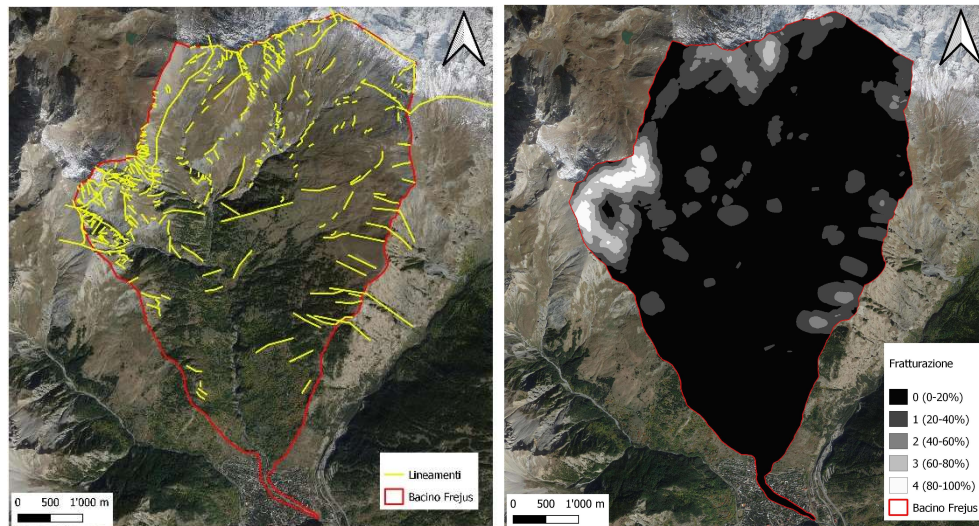 Lineamenti
Bacino Frejus
0 500 1'000 m
Fratturazione
0 (0-20%)
1 (20-40%)
2 (40-60%)
3 (60-80%)
4 (80-100%)
Bacino Frejus
0 500 1'000 m